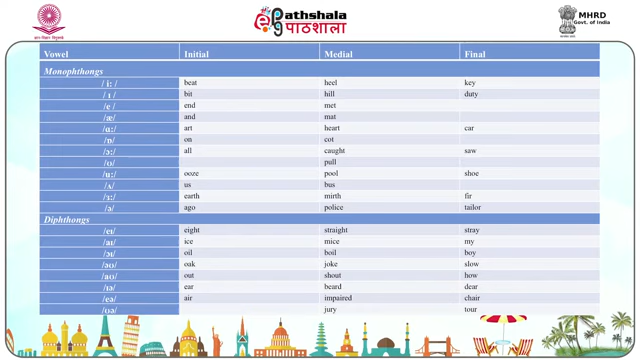 Pathshala
पाठशाला
MHRD
Govt. of India
Vowel Initial Medial Final
Monophthongs
/ iː / beat heel key
/ ɪ / bit hill duty
/e / end met
/æ / and mat
/ɑː/ art heart car
/ɒ/ on cot
/ɔː/ all caught saw
/ʊ/ pull
/uː/ ooze pool shoe
/ʌ/ us bus
/ɜː/ earth mirth fir
/ə/ ago police tailor
Diphthongs
/eɪ/ eight straight stray
/aɪ/ ice mice my
/ɔɪ/ oil boil boy
/əʊ/ oak joke slow
/aʊ/ out shout how
/ɪə/ ear beard dear
/eə/ air impaired chair
/ʊə/ jury tour